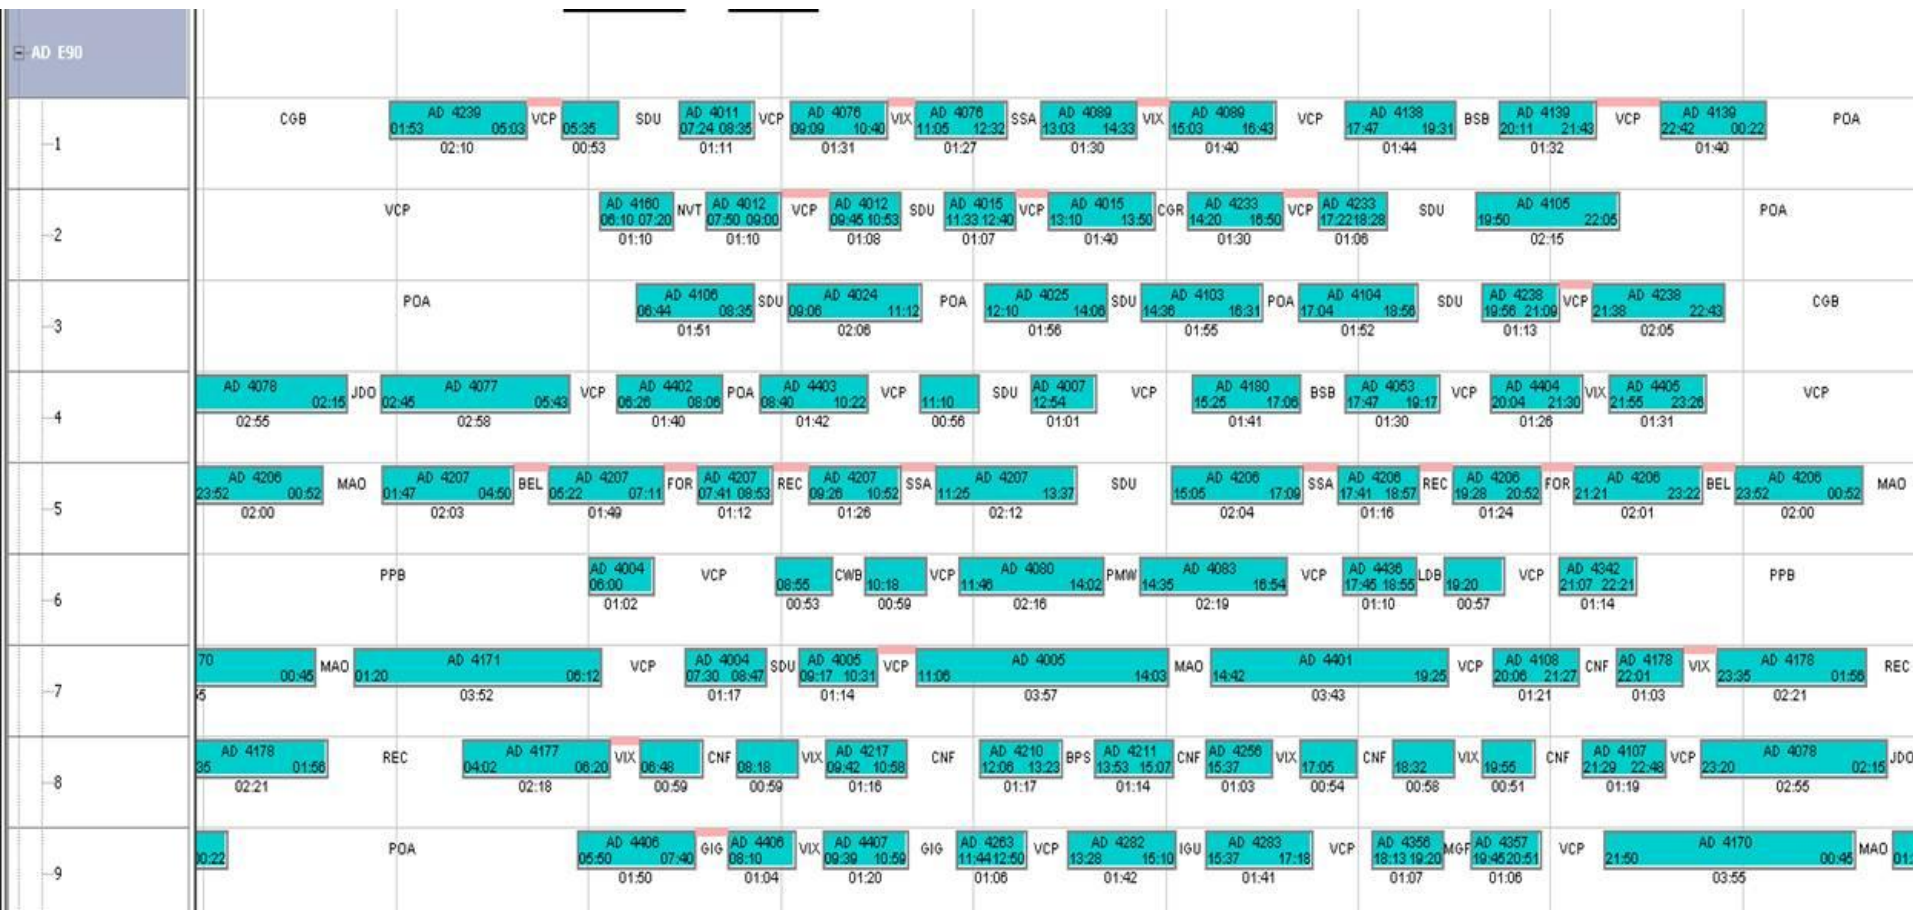 AD E90
CGB AD 4239 VCP SDU AD 4011 VCP AD 4076 VIX AD 4076 SSA AD 4089 VIX AD 4089 VCP AD 4138 BSB AD 4139 VCP AD 4139 POA
01:53 05:03 05:35 07:24 08:35 09:09 10:40 11:05 12:32 13:03 14:33 15:03 16:43 17:47 19:31 20:11 21:43 22:42 00:22
1 02:10 00:53 01:11 01:31 01:27 01:30 01:40 01:44 01:32 01:40
VCP AD 4160 NVT AD 4012 VCP AD 4012 SDU AD 4015 VCP AD 4015 CGR AD 4233 VCP AD 4233 SDU AD 4105 POA
06:10 07:20 07:50 09:00 09:45 10:53 11:33 12:40 13:10 13:50 14:20 16:50 17:22 18:28 19:50 22:05
2 01:10 01:10 01:08 01:07 01:40 01:30 01:06 02:15
POA AD 4106 SDU AD 4024 POA AD 4025 SDU AD 4103 POA AD 4104 SDU AD 4238 VCP AD 4238 CGB
06:44 08:35 09:06 11:12 12:10 14:06 14:36 16:31 17:04 18:56 19:56 21:09 21:38 22:43
3 01:51 02:06 01:56 01:55 01:52 01:13 02:05
AD 4078 JDO AD 4077 VCP AD 4402 POA AD 4403 VCP SDU AD 4007 VCP AD 4180 BSB AD 4053 VCP AD 4404 VIX AD 4405 VCP
02:15 02:45 05:43 06:26 08:06 08:40 10:22 11:10 12:54 15:25 17:06 17:47 19:17 20:04 21:30 21:55 23:26
4 02:55 02:58 01:40 01:42 00:56 01:01 01:41 01:30 01:26 01:31
AD 4206 MAO AD 4207 BEL AD 4207 FOR AD 4207 REC AD 4207 SSA AD 4207 SDU AD 4206 SSA AD 4206 REC AD 4206 FOR AD 4206 BEL AD 4206 MAO
23:52 00:52 01:47 04:50 05:22 07:11 07:41 08:53 09:26 10:52 11:25 13:37 15:05 17:09 17:41 18:57 19:28 20:52 21:21 23:22 23:52 00:52
5 02:00 02:03 01:49 01:12 01:26 02:12 02:04 01:16 01:24 02:01 02:00
PPB AD 4004 VCP CWB VCP AD 4080 PMW AD 4083 VCP AD 4436 LDB VCP AD 4342 PPB
06:00 08:55 10:18 11:46 14:02 14:35 16:54 17:45 18:55 19:20 21:07 22:21
6 01:02 00:53 00:59 02:16 02:19 01:10 00:57 01:14
70 MAO AD 4171 VCP AD 4004 SDU AD 4005 VCP AD 4005 MAO AD 4401 VCP AD 4108 CNF AD 4178 VIX AD 4178 REC
00:45 01:20 06:12 07:30 08:47 09:17 10:31 11:06 14:03 14:42 19:25 20:06 21:27 22:01 23:35 01:56
7 5 03:52 01:17 01:14 03:57 03:43 01:21 01:03 02:21
AD 4178 REC AD 4177 VIX CNF VIX AD 4217 CNF AD 4210 BPS AD 4211 CNF AD 4256 VIX CNF VIX CNF AD 4107 VCP AD 4078 JDO
35 01:56 04:02 06:20 06:48 08:18 09:42 10:58 12:06 13:23 13:53 15:07 15:37 17:05 18:32 19:55 21:29 22:48 23:20 02:15
8 02:21 02:18 00:59 00:59 01:16 01:17 01:14 01:03 00:54 00:58 00:51 01:19 02:55
POA AD 4406 GIG AD 4406 VIX AD 4407 GIG AD 4263 VCP AD 4282 IGU AD 4283 VCP AD 4356 MGF AD 4357 VCP AD 4170 MAO
00:22 05:50 07:40 08:10 09:39 10:59 11:44 12:50 13:28 15:10 15:37 17:18 18:13 19:20 19:45 20:51 21:50 00:45 01:
9 01:50 01:04 01:20 01:06 01:42 01:41 01:07 01:06 03:55